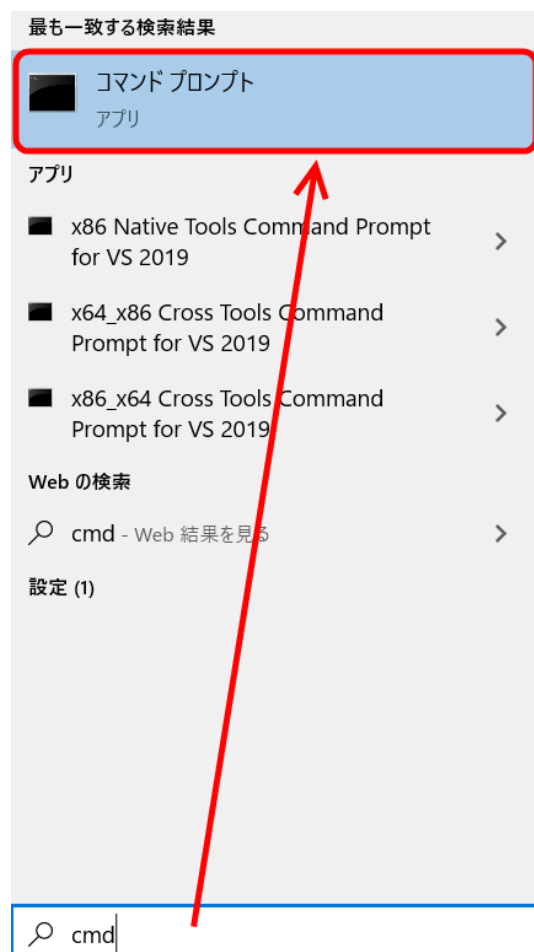 最も一致する検索結果
コマンド プロンプト
アプリ
アプリ
x86 Native Tools Command Prompt
for VS 2019
x64_x86 Cross Tools Command
Prompt for VS 2019
x86_x64 Cross Tools Command
Prompt for VS 2019
Web の検索
cmd - Web 結果を見る
設定 (1)
cmd